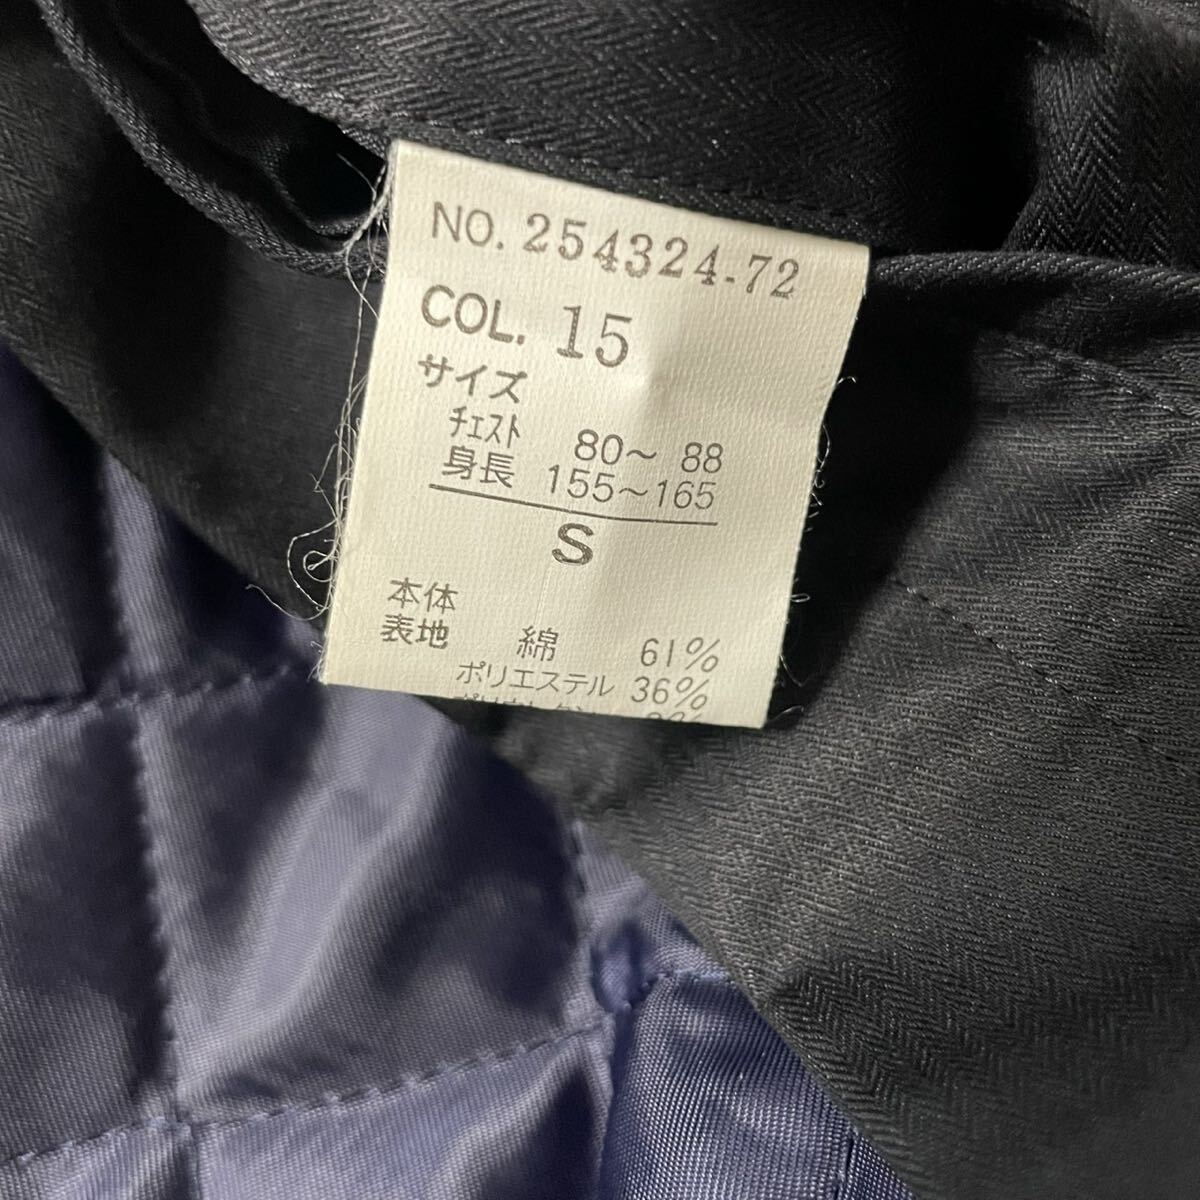 NO. 254324-72
COL. 15
サイズ
ﾁｪｽﾄ 80～ 88
身長 155～165
S
本体
表地 綿 61%
ポリエステル 36%